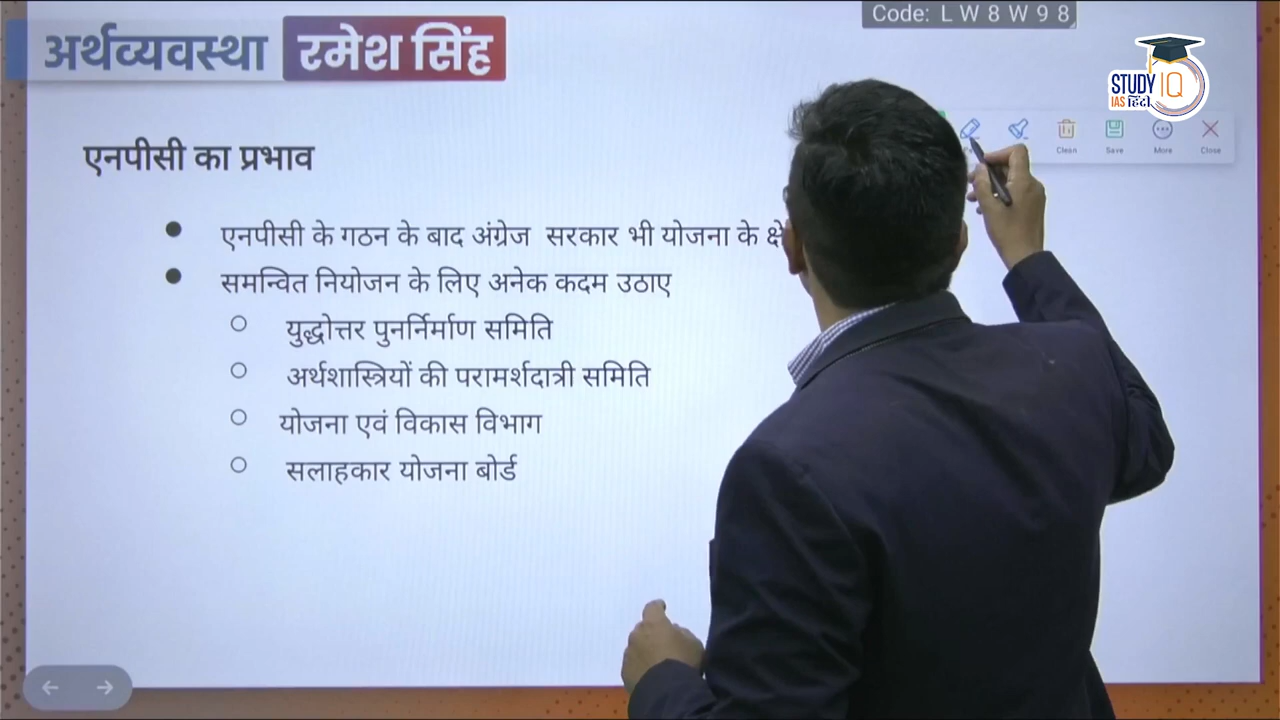 Code: L W 8 W 9 8
अर्थव्यवस्था रमेश सिंह
STUDY IQ
IAS हिंदी
Clean Save More Close
एनपीसी का प्रभाव
एनपीसी के गठन के बाद अंग्रेज सरकार भी योजना के
समन्वित नियोजन के लिए अनेक कदम उठाए
युद्धोत्तर पुनर्निर्माण समिति
अर्थशास्त्रियों की परामर्शदात्री समिति
योजना एवं विकास विभाग
सलाहकार योजना बोर्ड